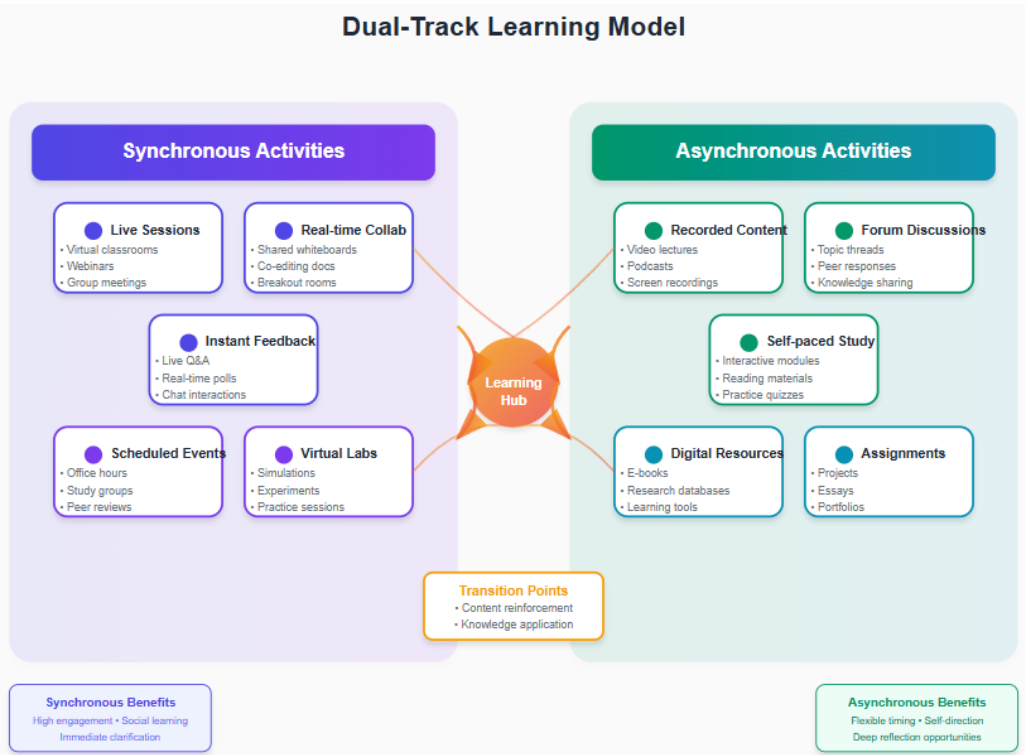 Dual-Track Learning Model
Synchronous Activities
Live Sessions
• Virtual classrooms
• Webinars
• Group meetings
Real-time Collab
• Shared whiteboards
• Co-editing docs
• Breakout rooms
Instant Feedback
• Live Q&A
• Real-time polls
• Chat interactions
Scheduled Events
• Office hours
• Study groups
• Peer reviews
Virtual Labs
• Simulations
• Experiments
• Practice sessions
Learning
Hub
Asynchronous Activities
Recorded Content
• Video lectures
• Podcasts
• Screen recordings
Forum Discussions
• Topic threads
• Peer responses
• Knowledge sharing
Self-paced Study
• Interactive modules
• Reading materials
• Practice quizzes
Digital Resources
• E-books
• Research databases
• Learning tools
Assignments
• Projects
• Essays
• Portfolios
Transition Points
• Content reinforcement
• Knowledge application
Synchronous Benefits
High engagement • Social learning
Immediate clarification
Asynchronous Benefits
Flexible timing • Self-direction
Deep reflection opportunities